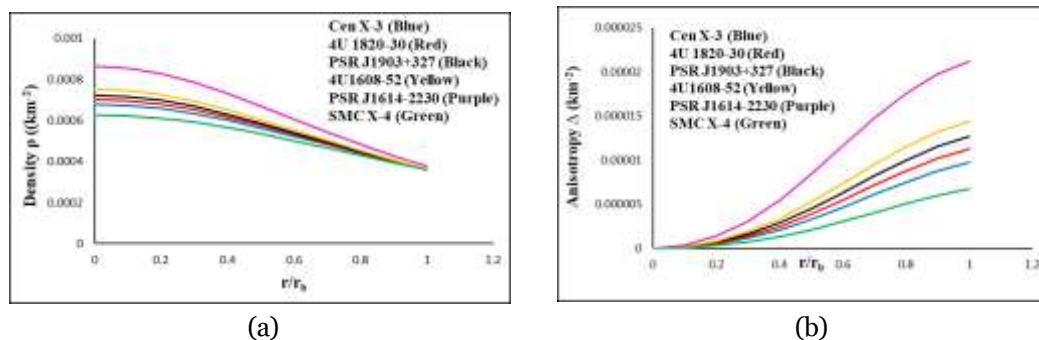 Cen X-3 (Blue)
4U 1820-30 (Red)
PSR J1903+327 (Black)
4U1608-52 (Yellow)
PSR J1614-2230 (Purple)
SMC X-4 (Green)
Density ρ ((km⁻²)
0.001
0.0008
0.0006
0.0004
0.0002
0
0 0.2 0.4 0.6 0.8 1 1.2
r/r_b
(a)
Cen X-3 (Blue)
4U 1820-30 (Red)
PSR J1903+327 (Black)
4U1608-52 (Yellow)
PSR J1614-2230 (Purple)
SMC X-4 (Green)
Anisotropy Δ (km⁻²)
0.000025
0.00002
0.000015
0.00001
0.000005
0
0 0.2 0.4 0.6 0.8 1 1.2
r/r_b
(b)